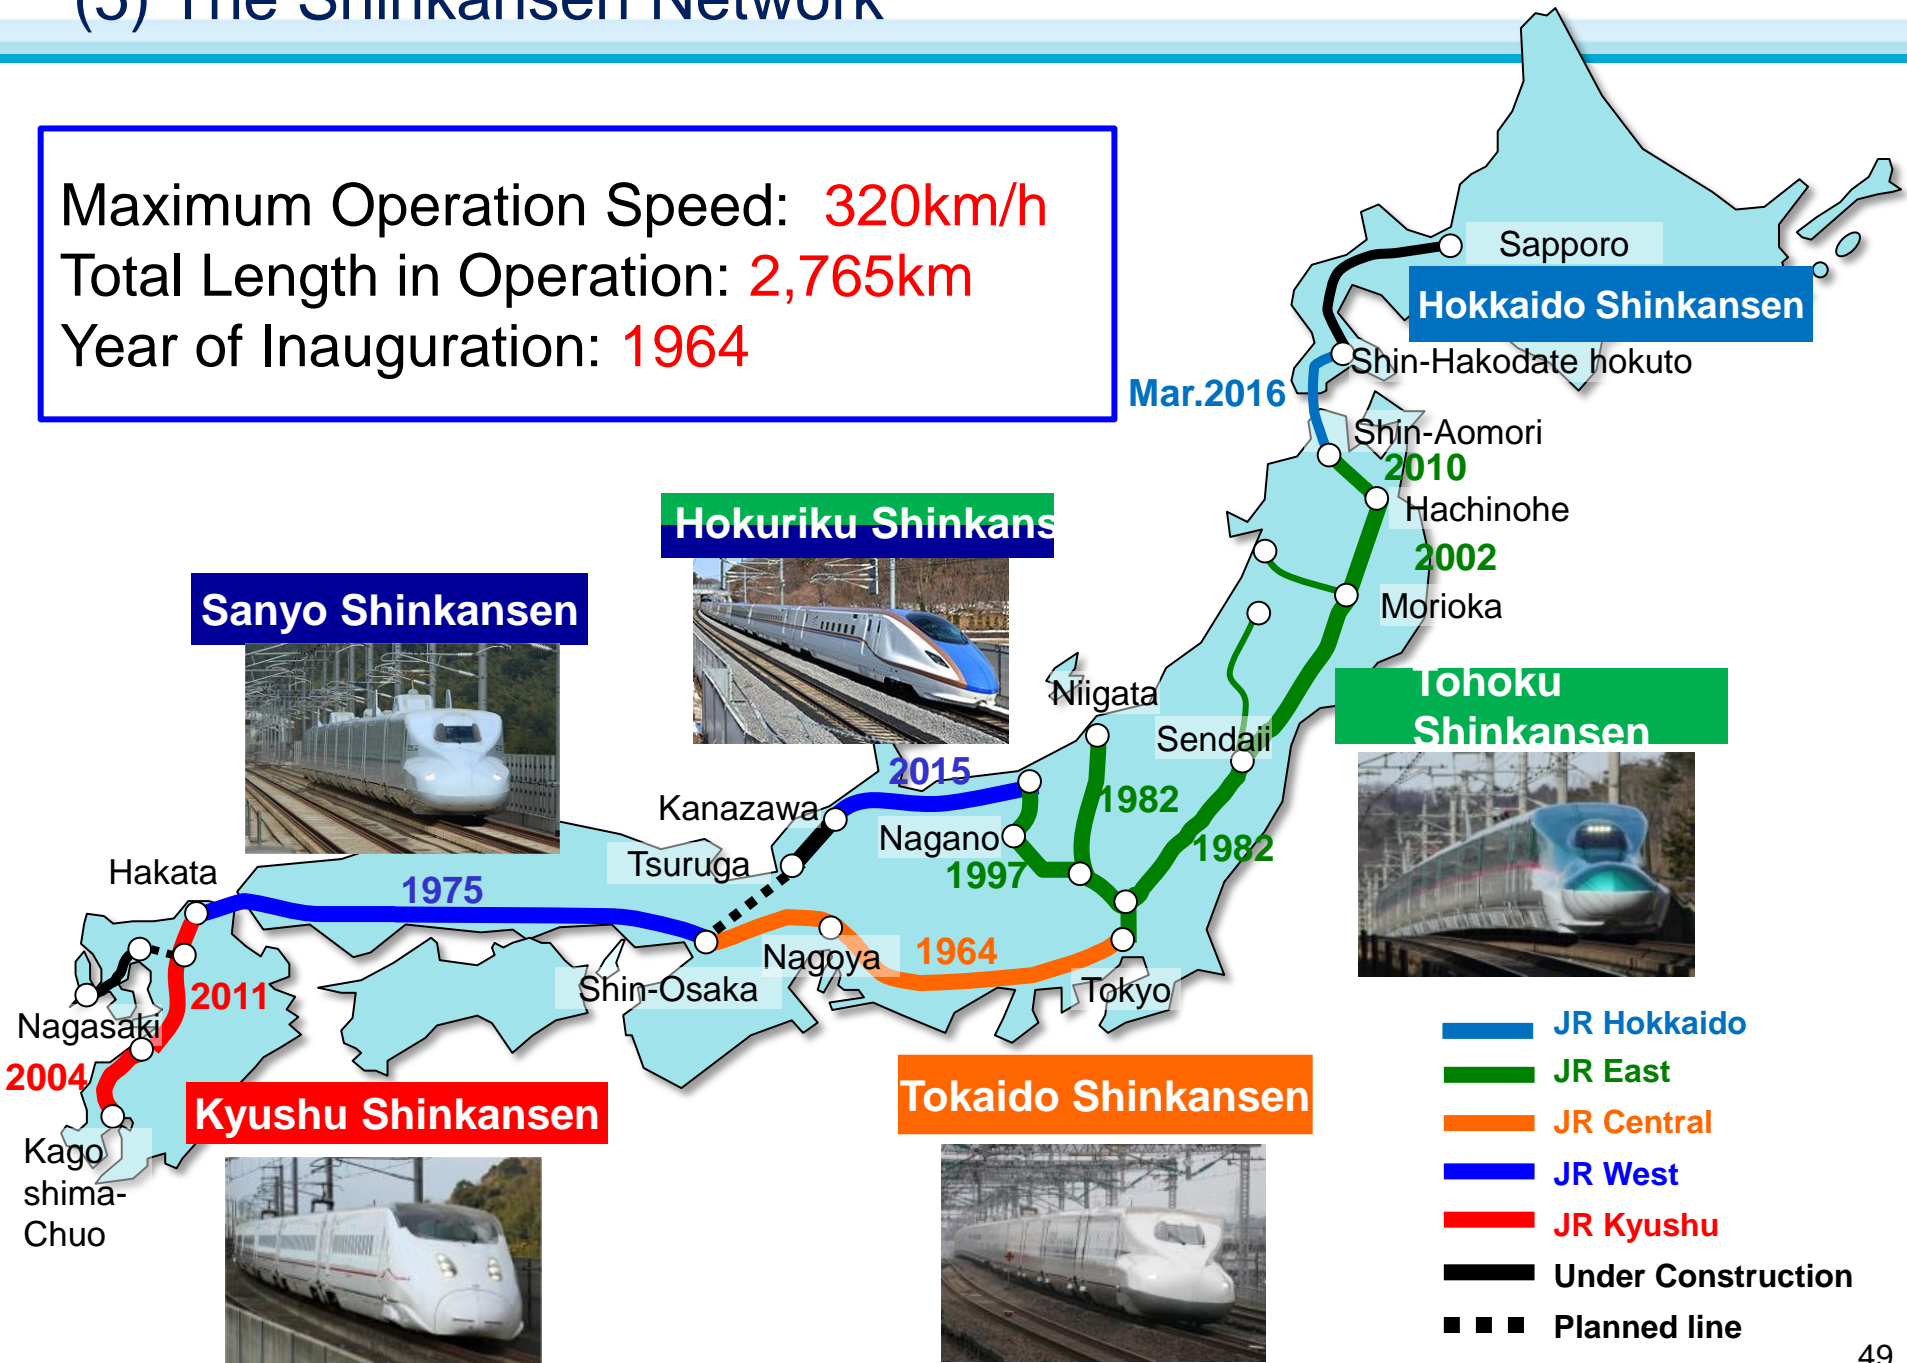 (3) The Shinkansen Network
Maximum Operation Speed: 320km/h
Total Length in Operation: 2,765km
Year of Inauguration: 1964
Sapporo
Hokkaido Shinkansen
Shin-Hakodate hokuto
Mar.2016
Shin-Aomori
2010
Hachinohe
2002
Morioka
Hokuriku Shinkans
Sanyo Shinkansen
Tohoku
Shinkansen
Niigata
Sendaii
2015
Kanazawa
1982
Nagano
1982
Tsuruga
1997
Hakata
1975
Nagoya
1964
Shin-Osaka
Tokyo
2011
Nagasaki
2004
Kyushu Shinkansen
Tokaido Shinkansen
Kago
shima-
Chuo
JR Hokkaido
JR East
JR Central
JR West
JR Kyushu
Under Construction
Planned line
49